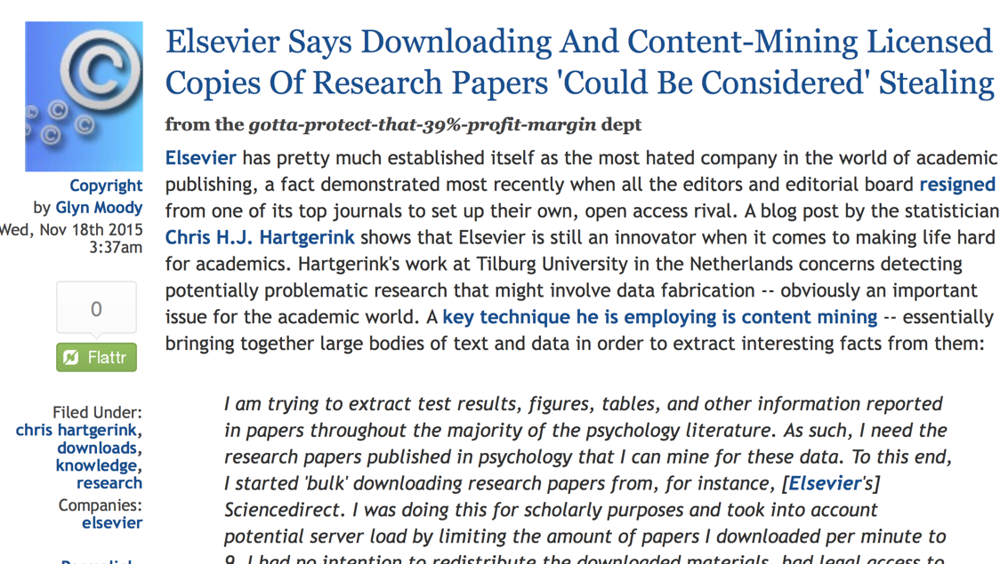 Elsevier Says Downloading And Content-Mining Licensed
Copies Of Research Papers 'Could Be Considered' Stealing
from the gotta-protect-that-39%-profit-margin dept
Copyright
by Glyn Moody
Wed, Nov 18th 2015
3:37am
0
Flattr
Filed Under:
chris hartgerink,
downloads,
knowledge,
research
Companies:
elsevier
Elsevier has pretty much established itself as the most hated company in the world of academic
publishing, a fact demonstrated most recently when all the editors and editorial board resigned
from one of its top journals to set up their own, open access rival. A blog post by the statistician
Chris H.J. Hartgerink shows that Elsevier is still an innovator when it comes to making life hard
for academics. Hartgerink's work at Tilburg University in the Netherlands concerns detecting
potentially problematic research that might involve data fabrication -- obviously an important
issue for the academic world. A key technique he is employing is content mining -- essentially
bringing together large bodies of text and data in order to extract interesting facts from them:
I am trying to extract test results, figures, tables, and other information reported
in papers throughout the majority of the psychology literature. As such, I need the
research papers published in psychology that I can mine for these data. To this end,
I started 'bulk' downloading research papers from, for instance, [Elsevier's]
Sciencedirect. I was doing this for scholarly purposes and took into account
potential server load by limiting the amount of papers I downloaded per minute to
9. I had no intention to redistribute the downloaded materials, had legal access to